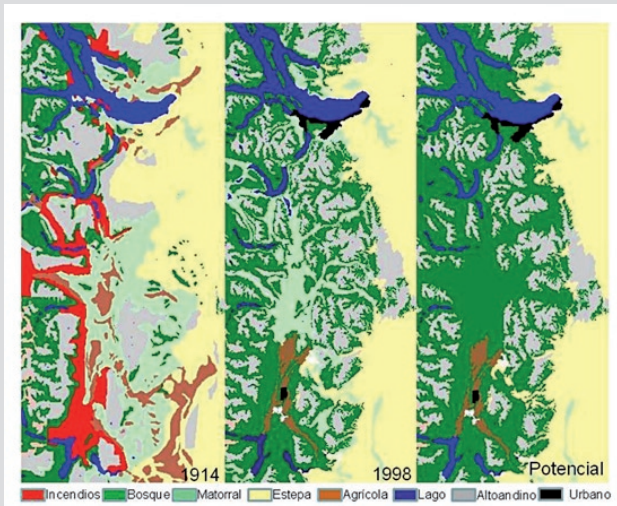 1914
1998
Potencial
Incendios Bosque Matorral Estepa Agrícola Lago Altoandino Urbano